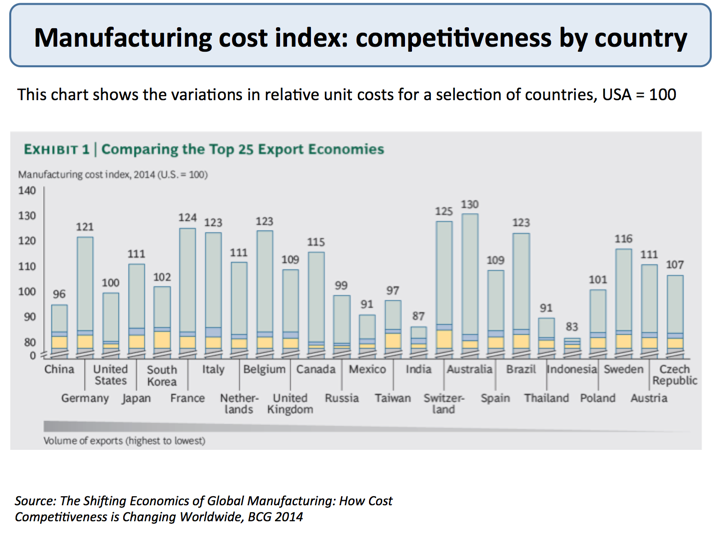 Manufacturing cost index: competitiveness by country
This chart shows the variations in relative unit costs for a selection of countries, USA = 100
EXHIBIT 1 | Comparing the Top 25 Export Economies
Manufacturing cost index, 2014 (U.S. = 100)
140
130
120
110
100
90
80
0
96
121
100
111
102
124
123
111
123
109
115
99
91
97
87
125
130
109
123
91
83
101
116
111
107
China
Germany
United
States
Japan
South
Korea
France
Italy
Nether-
lands
Belgium
United
Kingdom
Canada
Russia
Mexico
Taiwan
India
Switzer-
land
Australia
Spain
Brazil
Thailand
Indonesia
Poland
Sweden
Austria
Czech
Republic
Volume of exports (highest to lowest)
Source: The Shifting Economics of Global Manufacturing: How Cost
Competitiveness is Changing Worldwide, BCG 2014